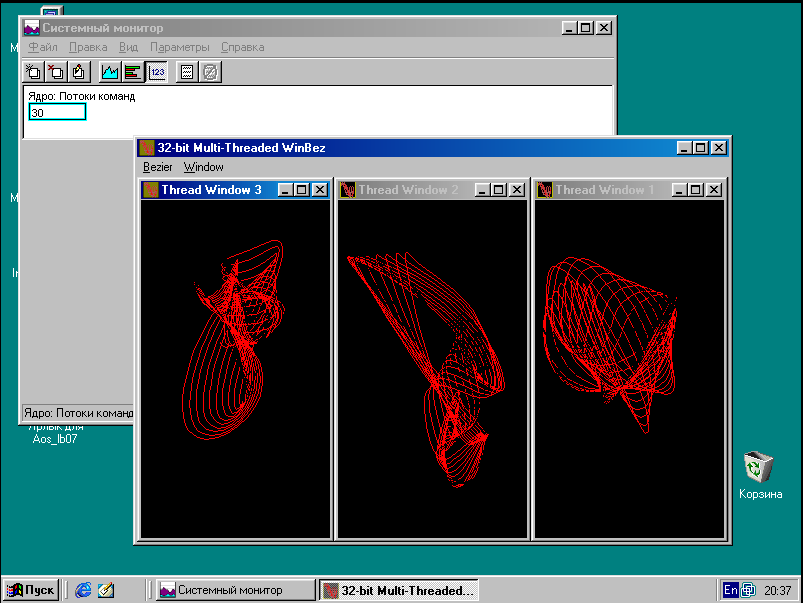 Системный монитор
Файл Правка Вид Параметры Справка
123
Ядро: Потоки команд
30
32-bit Multi-Threaded WinBez
Bezier Window
Thread Window 3
Thread Window 2
Thread Window 1
Ядро: Потоки команд
Ярлык для
Aos_lb07
Корзина
Пуск
Системный монитор
32-bit Multi-Threaded...
En
20:37